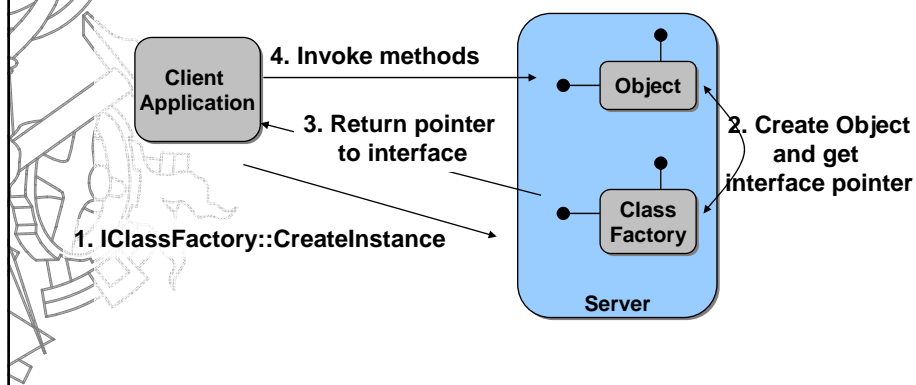 4. Invoke methods
Client
Application
Object
3. Return pointer
to interface
2. Create Object
and get
interface pointer
Class
Factory
1. IClassFactory::CreateInstance
Server